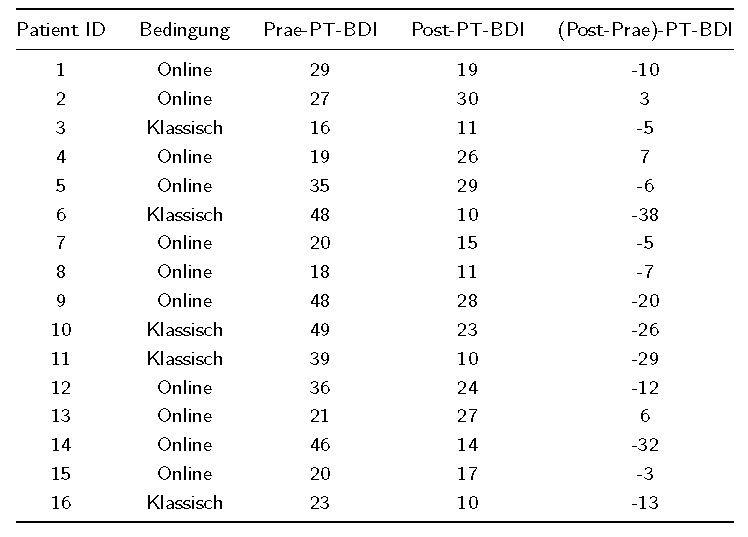 Patient ID Bedingung Prae-PT-BDI Post-PT-BDI (Post-Prae)-PT-BDI
1 Online 29 19 -10
2 Online 27 30 3
3 Klassisch 16 11 -5
4 Online 19 26 7
5 Online 35 29 -6
6 Klassisch 48 10 -38
7 Online 20 15 -5
8 Online 18 11 -7
9 Online 48 28 -20
10 Klassisch 49 23 -26
11 Klassisch 39 10 -29
12 Online 36 24 -12
13 Online 21 27 6
14 Online 46 14 -32
15 Online 20 17 -3
16 Klassisch 23 10 -13